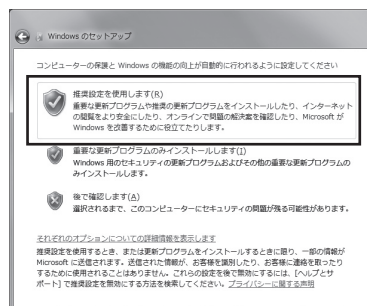 Windows のセットアップ
コンピューターの保護と Windows の機能の向上が自動的に行われるように設定してください
推奨設定を使用します(R)
重要な更新プログラムや推奨の更新プログラムをインストールしたり、インターネット
の閲覧をより安全にしたり、オンラインで問題の解決策を確認したり、Microsoft が
Windows を改善するために役立てたりします。
重要な更新プログラムのみインストールします(I)
Windows 用のセキュリティの更新プログラムおよびその他の重要な更新プログラムの
みインストールします。
後で確認します(A)
選択されるまで、このコンピューターにセキュリティの問題が残る可能性があります。
それぞれのオプションについての詳細情報を表示します
推奨設定を使用するとき、または更新プログラムをインストールするときに限り、一部の情報が
Microsoft に送信されます。送信された情報が、お客様を識別したり、お客様に連絡を取ったり
するために使用されることはありません。これらの設定を後で無効にするには、[ヘルプとサ
ポート] で推奨設定を無効にする方法を検索してください。プライバシーに関する声明